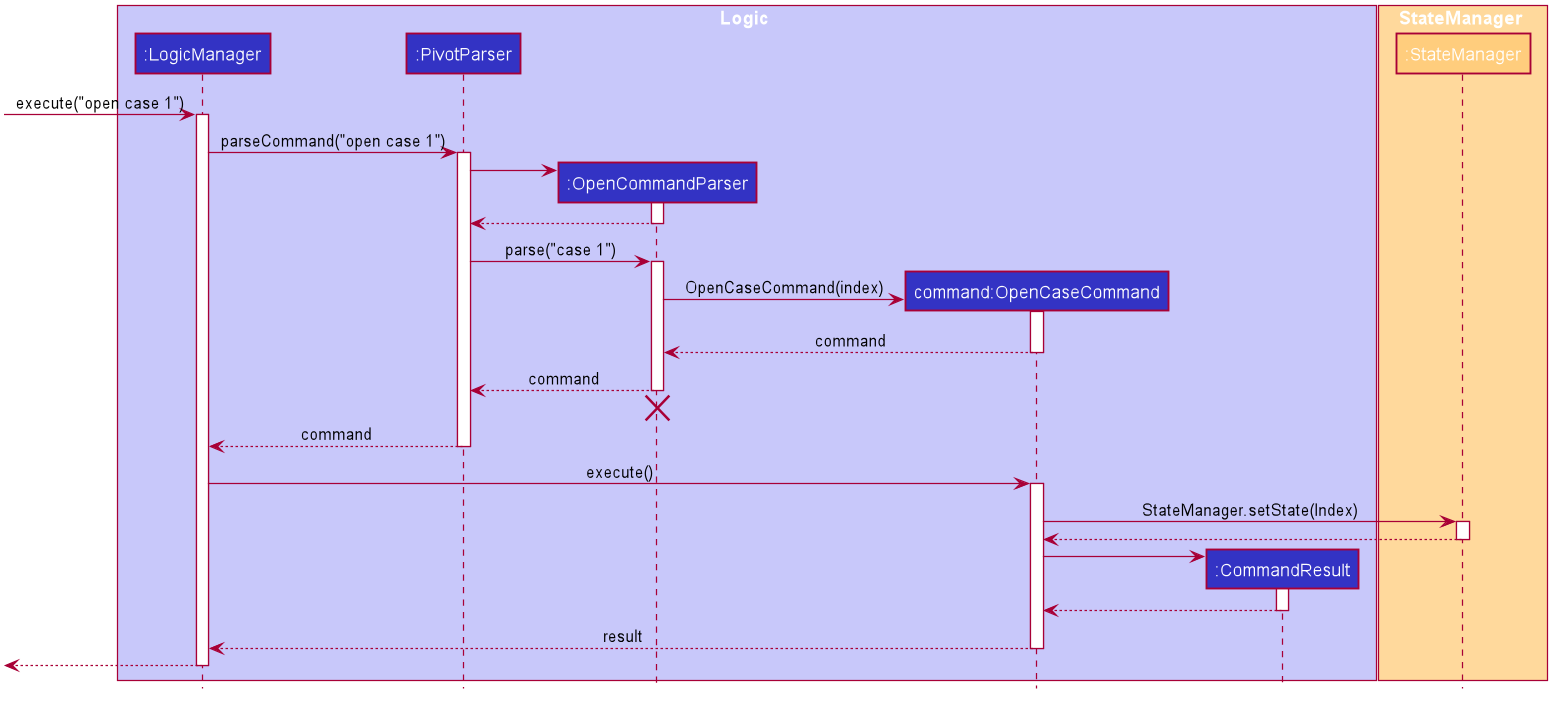 Logic
StateManager
:LogicManager
:PivotParser
:StateManager
execute("open case 1")
parseCommand("open case 1")
:OpenCommandParser
parse("case 1")
OpenCaseCommand(index)
command:OpenCaseCommand
command
command
command
execute()
StateManager.setState(Index)
:CommandResult
result